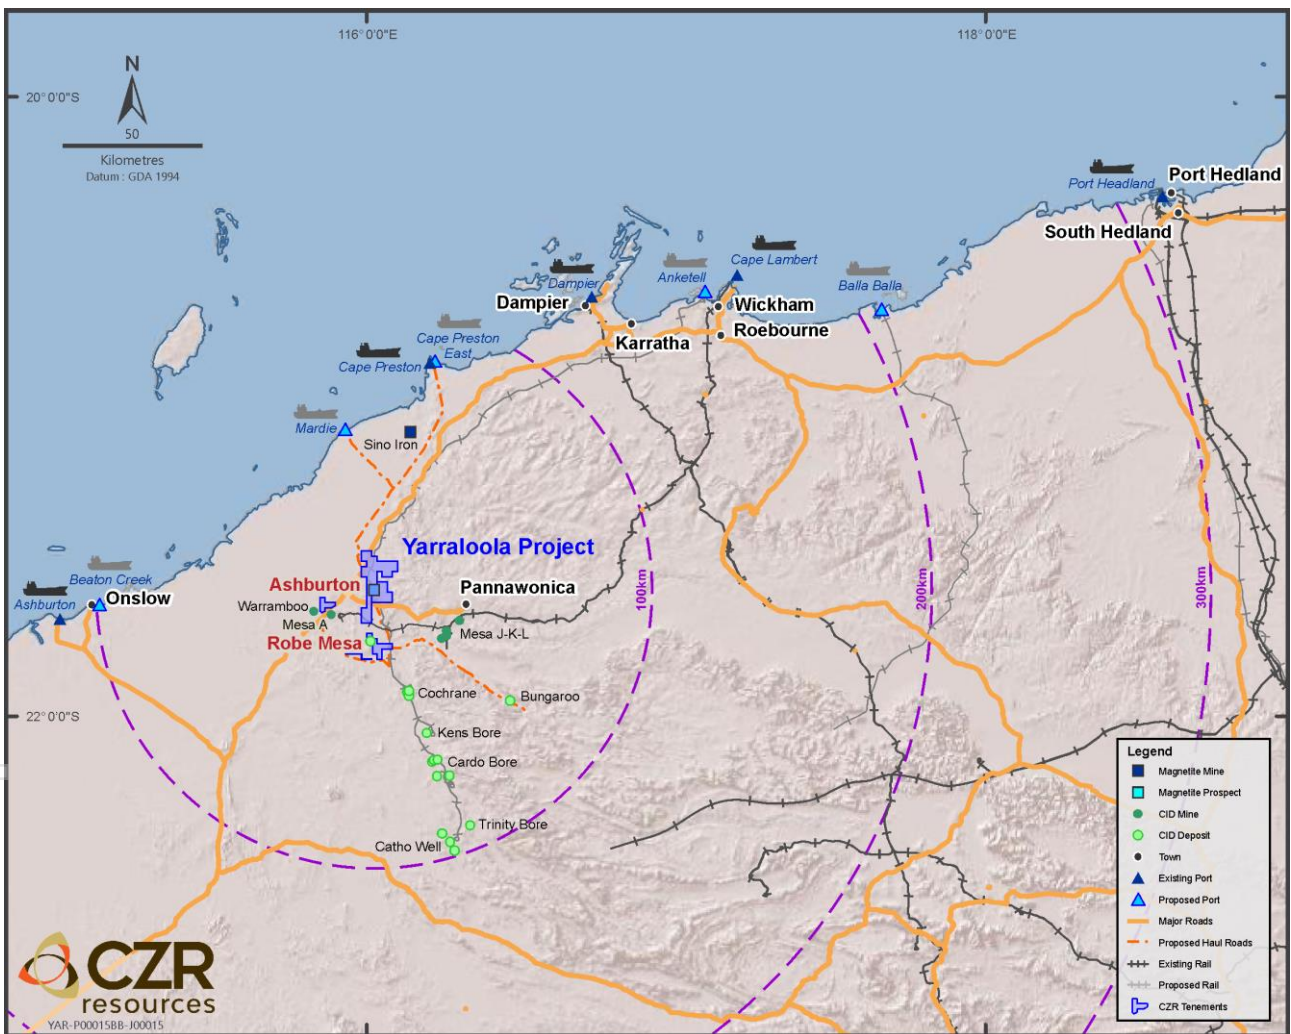 116°0'0"E
118°0'0"E
N
20°0'0"S
50
Kilometres
Datum : GDA 1994
Port Headland
Port Hedland
South Hedland
Cape Lambert
Anketell
Dampier
Balla Balla
Dampier
Wickham
Roebourne
Karratha
Cape Preston
East
Cape Preston
Mardie
Sino Iron
Yarraloola Project
Beaton Creek
Ashburton
Onslow
Ashburton
Warramboo
Mesa A
Pannawonica
Mesa J-K-L
Robe Mesa
100km
200km
300km
Cochrane
Bungaroo
22°0'0"S
Kens Bore
Cardo Bore
Trinity Bore
Catho Well
Legend
Magnetite Mine
Magnetite Prospect
CID Mine
CID Deposit
Town
Existing Port
Proposed Port
Major Roads
Proposed Haul Roads
Existing Rail
Proposed Rail
CZR Tenements
CZR
resources
YAR-P00015BB-J00015